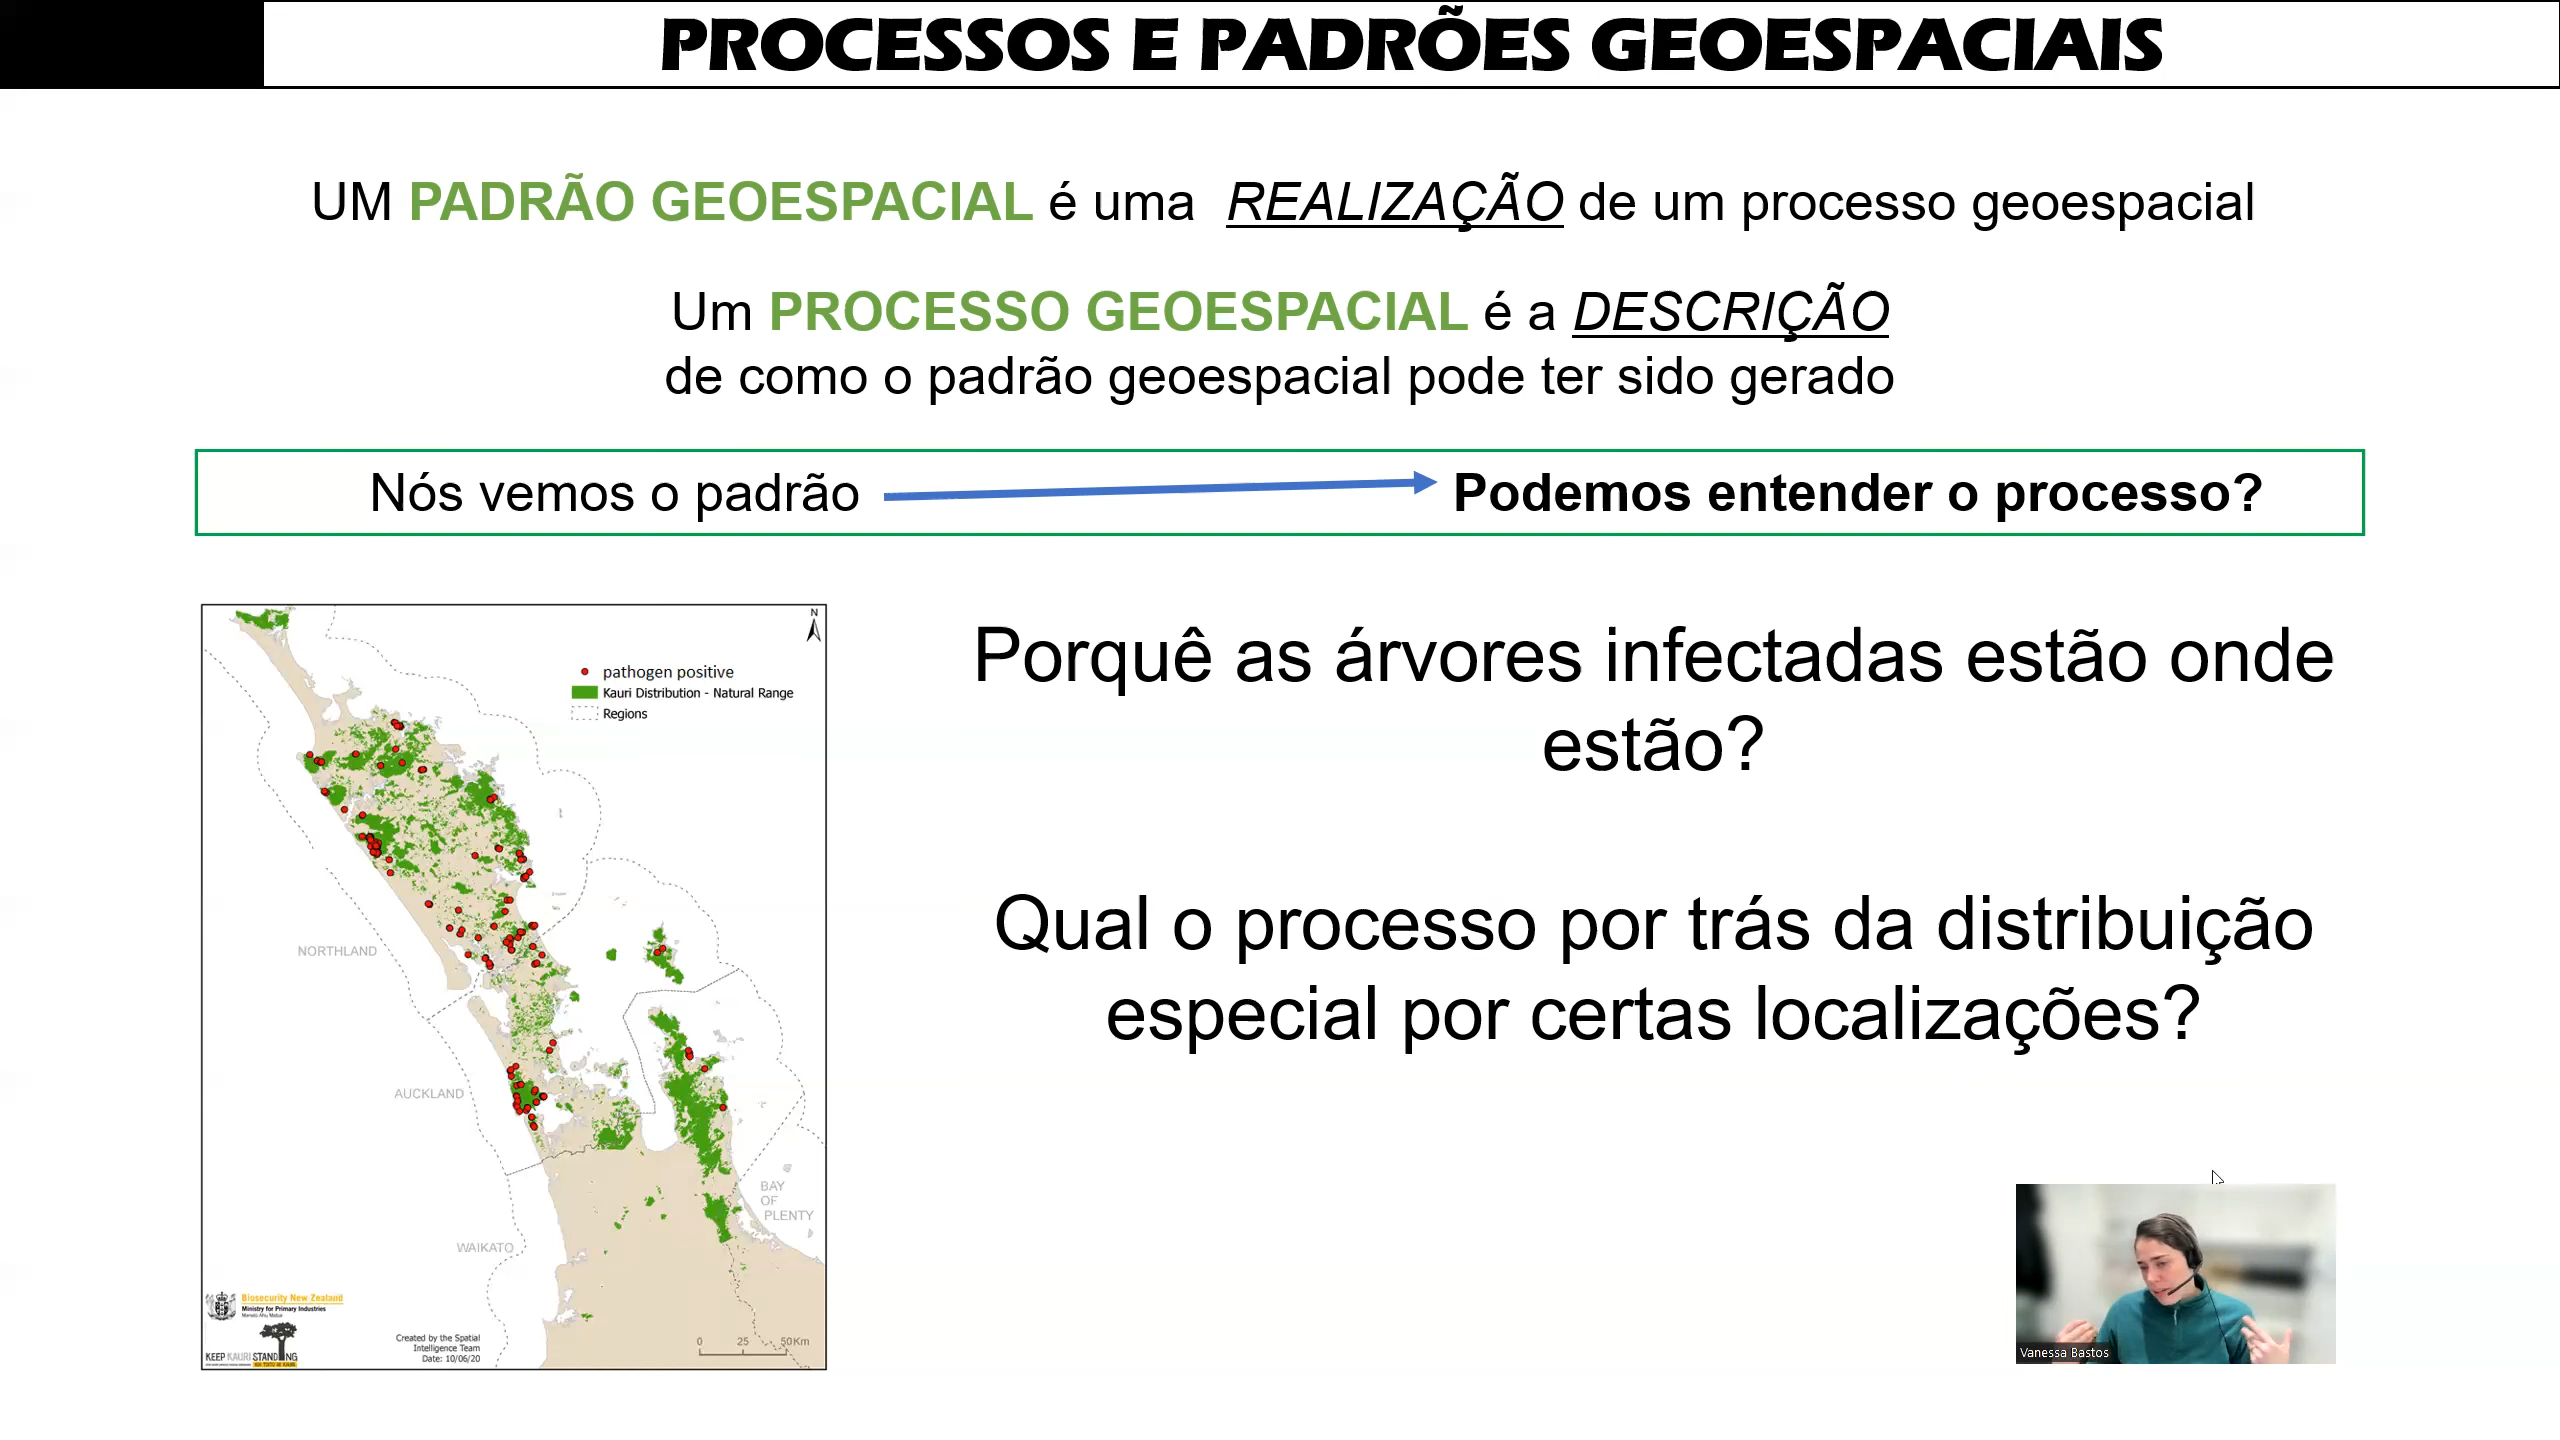 PROCESSOS E PADRÕES GEOESPACIAIS
UM PADRÃO GEOESPACIAL é uma REALIZAÇÃO de um processo geoespacial
Um PROCESSO GEOESPACIAL é a DESCRIÇÃO
de como o padrão geoespacial pode ter sido gerado
Nós vemos o padrão
Podemos entender o processo?
N
pathogen positive
Kauri Distribution - Natural Range
Regions
NORTHLAND
AUCKLAND
WAIKATO
BAY
OF
PLENTY
Biosecurity New Zealand
Ministry for Primary Industries
KEEP KAURI STANDING
Created by the Spatial
Intelligence Team
Date: 10/06/20
0 25 50Km
Porquê as árvores infectadas estão onde
estão?
Qual o processo por trás da distribuição
especial por certas localizações?
Vanessa Bastos